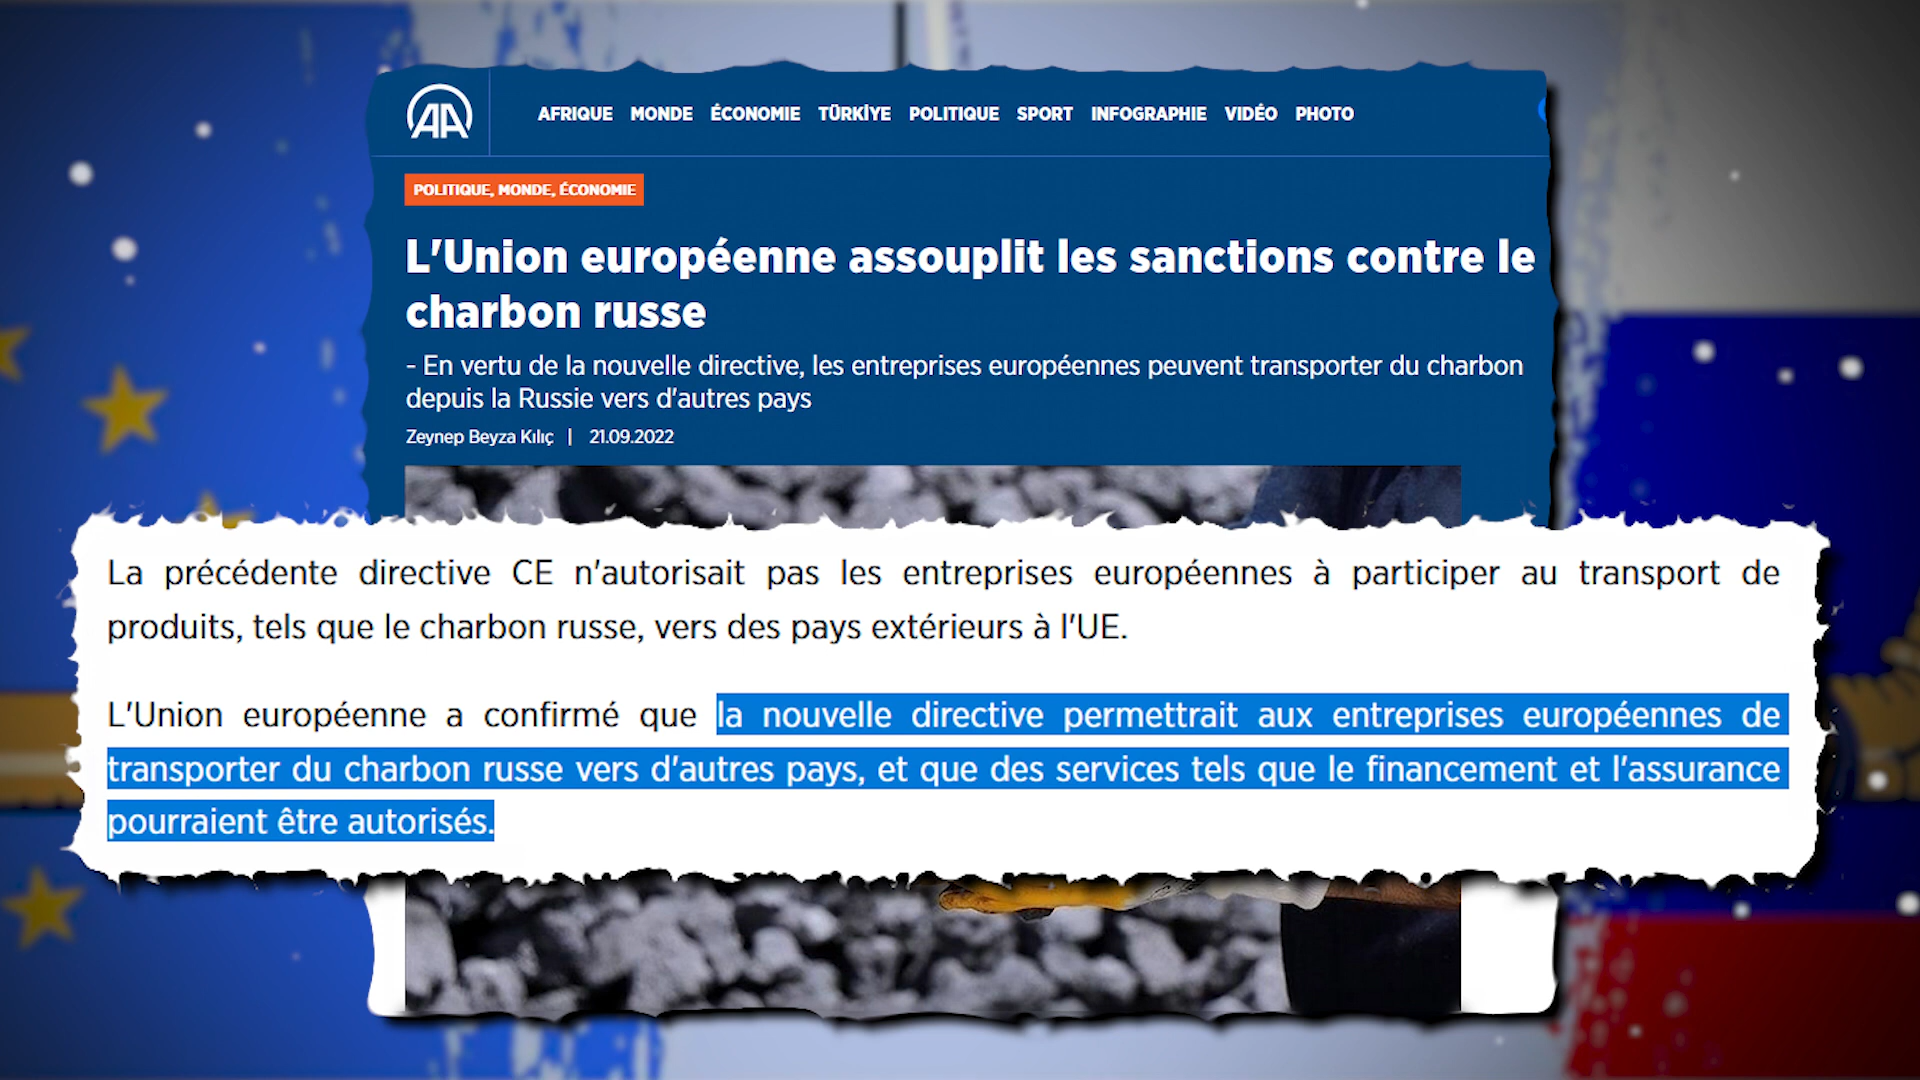 AA
AFRIQUE MONDE ÉCONOMIE TÜRKİYE POLITIQUE SPORT INFOGRAPHIE VIDÉO PHOTO
POLITIQUE, MONDE, ÉCONOMIE
L'Union européenne assouplit les sanctions contre le
charbon russe
- En vertu de la nouvelle directive, les entreprises européennes peuvent transporter du charbon
depuis la Russie vers d'autres pays
Zeynep Beyza Kılıç | 21.09.2022
La précédente directive CE n'autorisait pas les entreprises européennes à participer au transport de
produits, tels que le charbon russe, vers des pays extérieurs à l'UE.
L'Union européenne a confirmé que la nouvelle directive permettrait aux entreprises européennes de
transporter du charbon russe vers d'autres pays, et que des services tels que le financement et l'assurance
pourraient être autorisés.